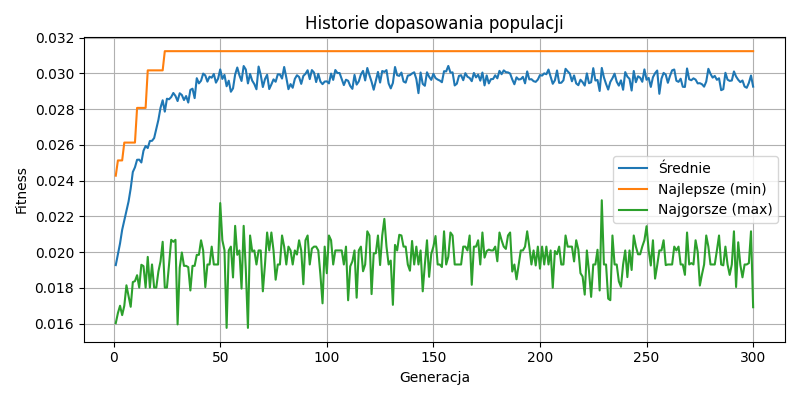 Historie dopasowania populacji
Fitness
0.032
0.030
0.028
0.026
0.024
0.022
0.020
0.018
0.016
Średnie
Najlepsze (min)
Najgorsze (max)
0
50
100
150
200
250
300
Generacja